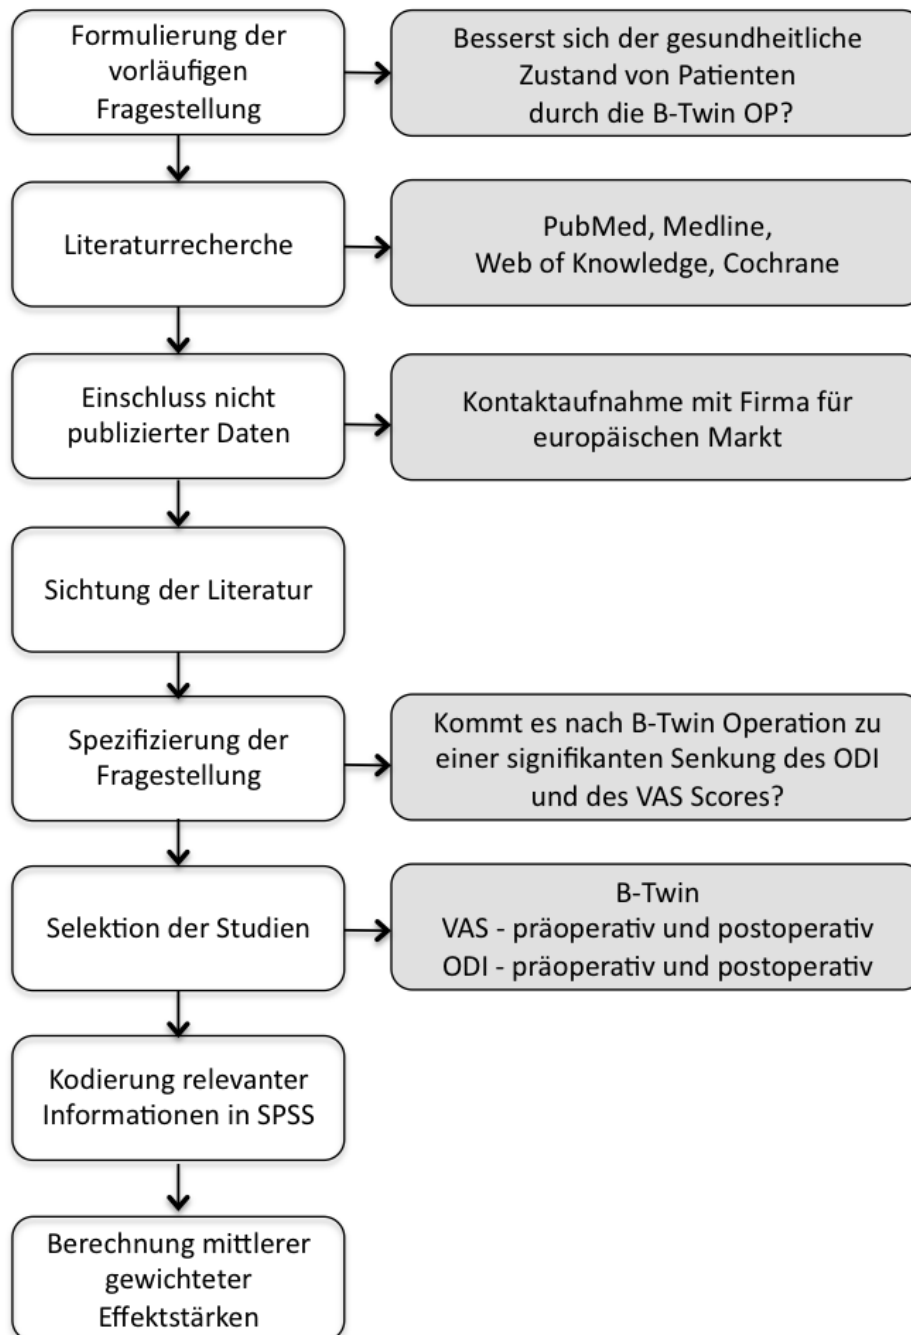 Formulierung der
vorläufigen
Fragestellung
Besserst sich der gesundheitliche
Zustand von Patienten
durch die B-Twin OP?
Literaturrecherche
PubMed, Medline,
Web of Knowledge, Cochrane
Einschluss nicht
publizierter Daten
Kontaktaufnahme mit Firma für
europäischen Markt
Sichtung der Literatur
Spezifizierung der
Fragestellung
Kommt es nach B-Twin Operation zu
einer signifikanten Senkung des ODI
und des VAS Scores?
Selektion der Studien
B-Twin
VAS - präoperativ und postoperativ
ODI - präoperativ und postoperativ
Kodierung relevanter
Informationen in SPSS
Berechnung mittlerer
gewichteter
Effektstärken